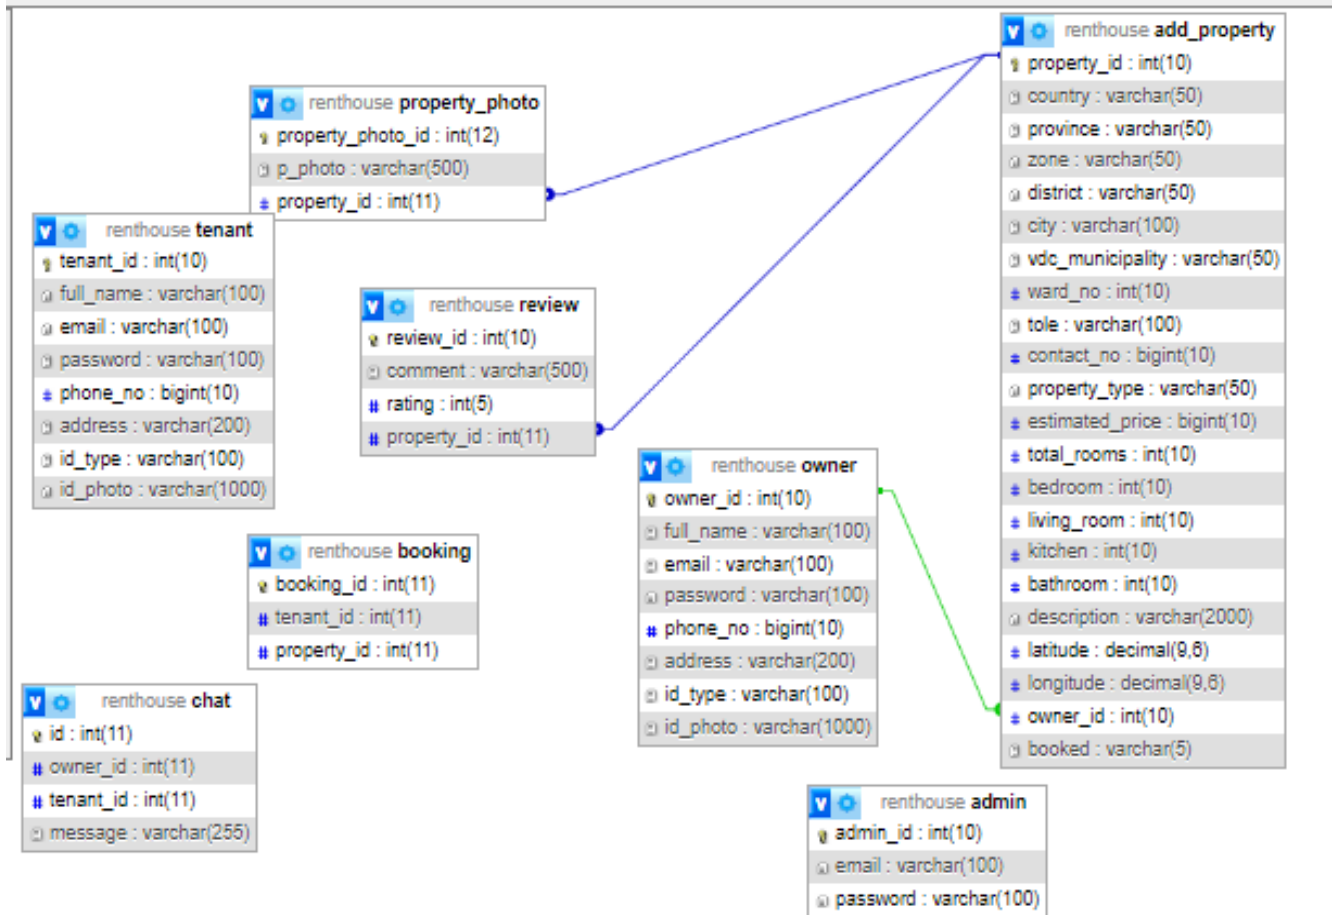 renthouse add_property
property_id : int(10)
country : varchar(50)
province : varchar(50)
zone : varchar(50)
district : varchar(50)
city : varchar(100)
vdc_municipality : varchar(50)
ward_no : int(10)
tole : varchar(100)
contact_no : bigint(10)
property_type : varchar(50)
estimated_price : bigint(10)
total_rooms : int(10)
bedroom : int(10)
living_room : int(10)
kitchen : int(10)
bathroom : int(10)
description : varchar(2000)
latitude : decimal(9,6)
longitude : decimal(9,6)
owner_id : int(10)
booked : varchar(5)
renthouse property_photo
property_photo_id : int(12)
p_photo : varchar(500)
property_id : int(11)
renthouse tenant
tenant_id : int(10)
full_name : varchar(100)
email : varchar(100)
password : varchar(100)
phone_no : bigint(10)
address : varchar(200)
id_type : varchar(100)
id_photo : varchar(1000)
renthouse review
review_id : int(10)
comment : varchar(500)
rating : int(5)
property_id : int(11)
renthouse owner
owner_id : int(10)
full_name : varchar(100)
email : varchar(100)
password : varchar(100)
phone_no : bigint(10)
address : varchar(200)
id_type : varchar(100)
id_photo : varchar(1000)
renthouse booking
booking_id : int(11)
tenant_id : int(11)
property_id : int(11)
renthouse chat
id : int(11)
owner_id : int(11)
tenant_id : int(11)
message : varchar(255)
renthouse admin
admin_id : int(10)
email : varchar(100)
password : varchar(100)